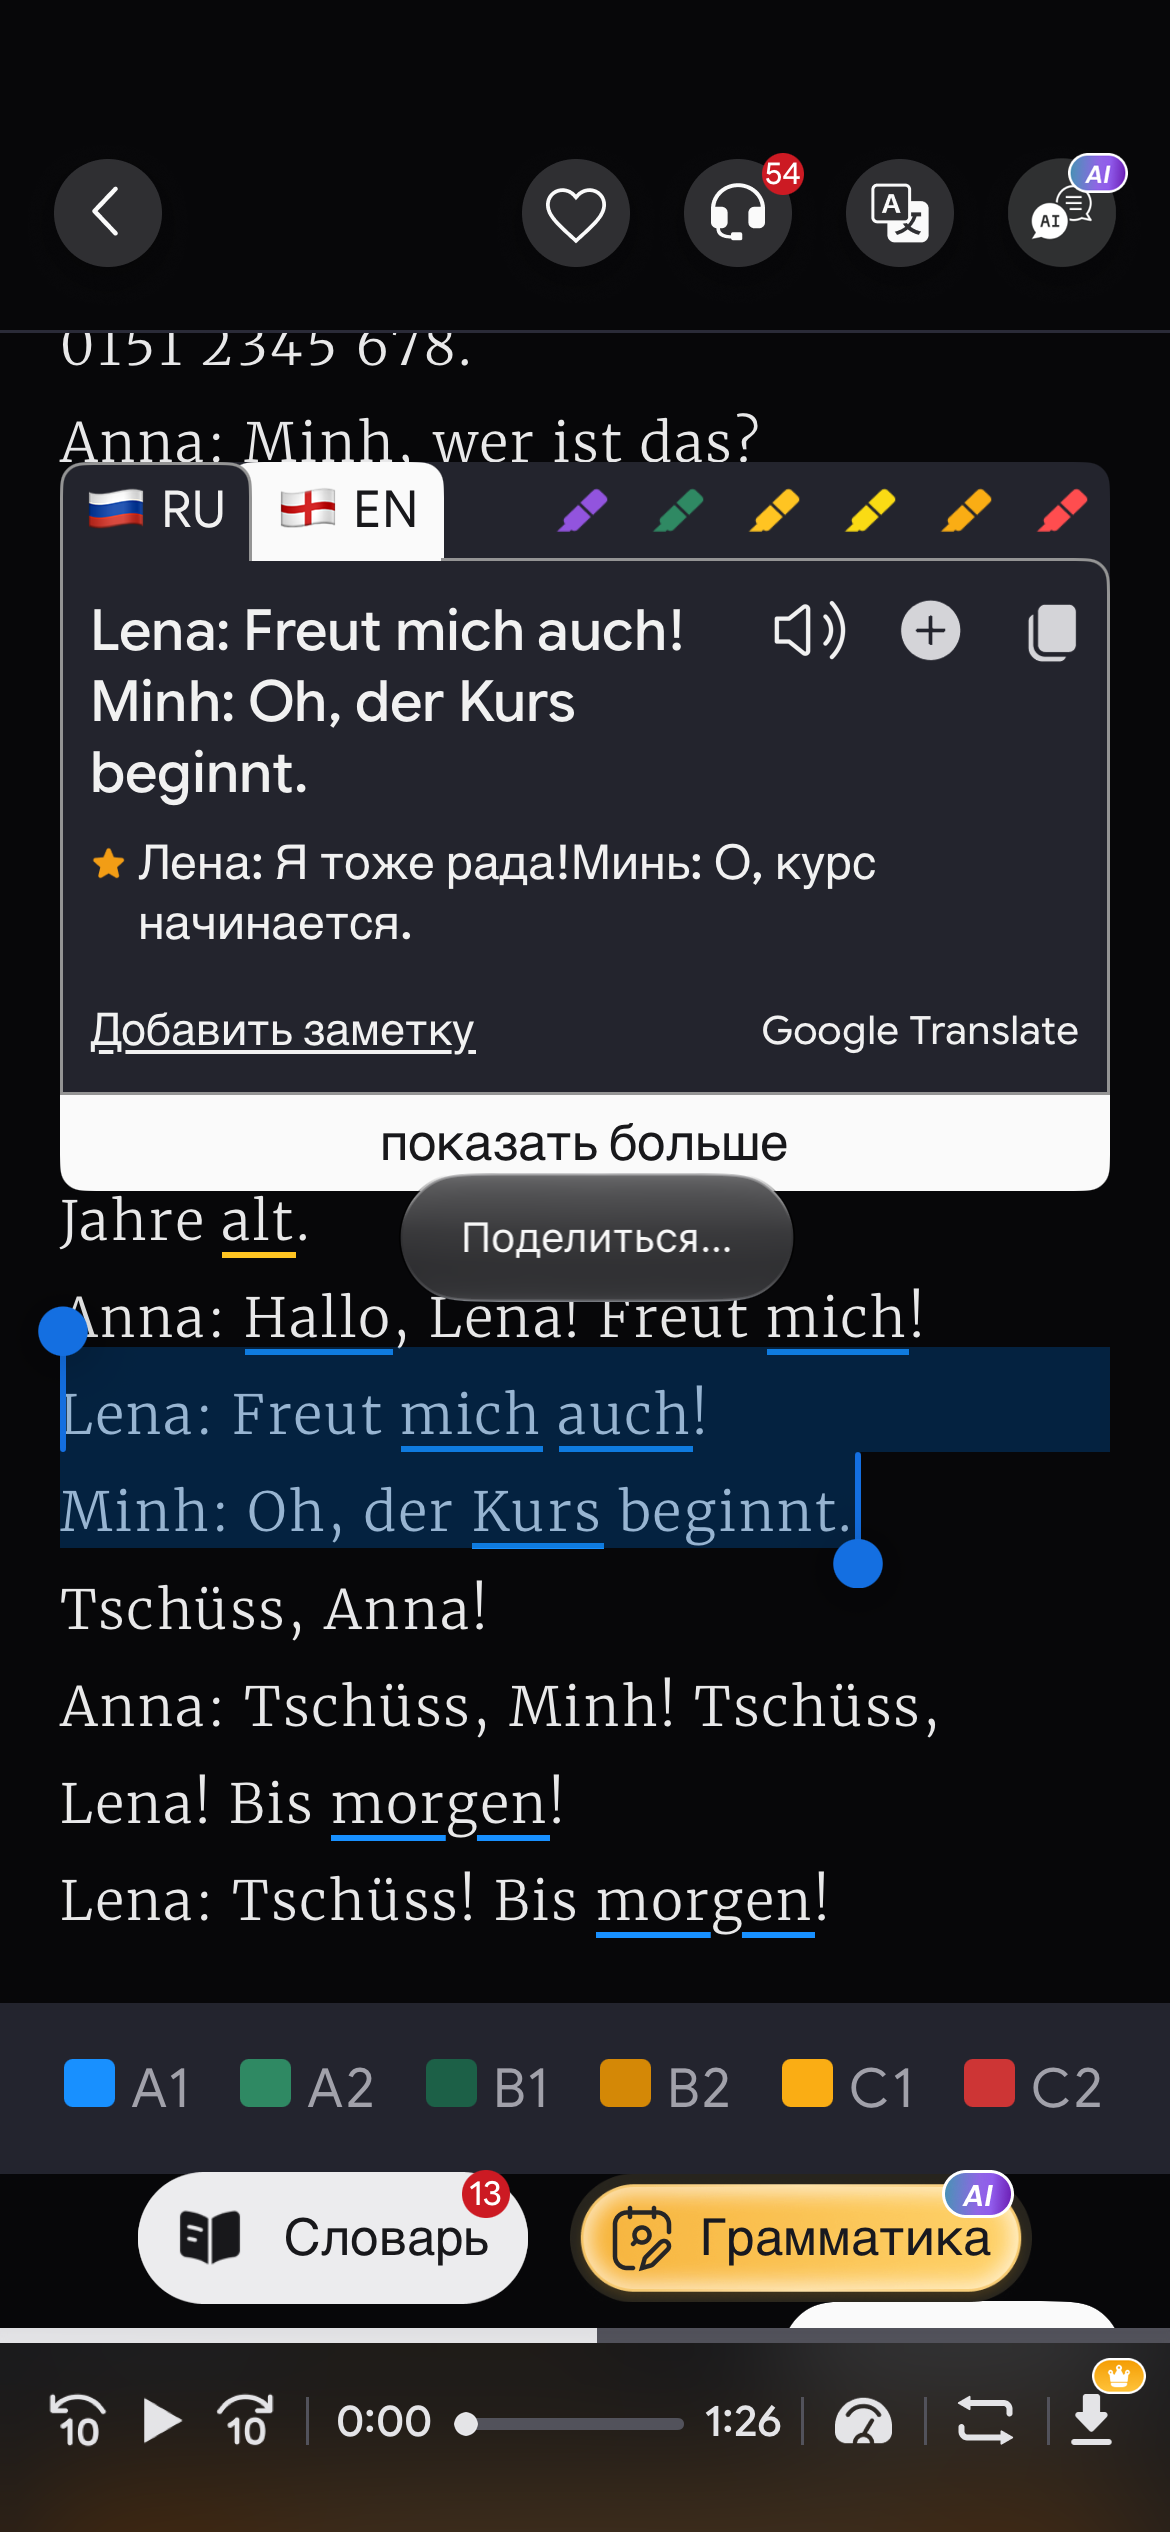 54
A
文
AI
AI
0151 2345 678.
Anna: Minh, wer ist das?
RU
EN
Lena: Freut mich auch!
Minh: Oh, der Kurs
beginnt.
Лена: Я тоже рада!Минь: О, курс
начинается.
Добавить заметку
Google Translate
показать больше
Поделиться...
Jahre alt.
Anna: Hallo, Lena! Freut mich!
Lena: Freut mich auch!
Minh: Oh, der Kurs beginnt.
Tschüss, Anna!
Anna: Tschüss, Minh! Tschüss,
Lena! Bis morgen!
Lena: Tschüss! Bis morgen!
A1
A2
B1
B2
C1
C2
13
AI
Словарь
Грамматика
10
10
0:00
1:26